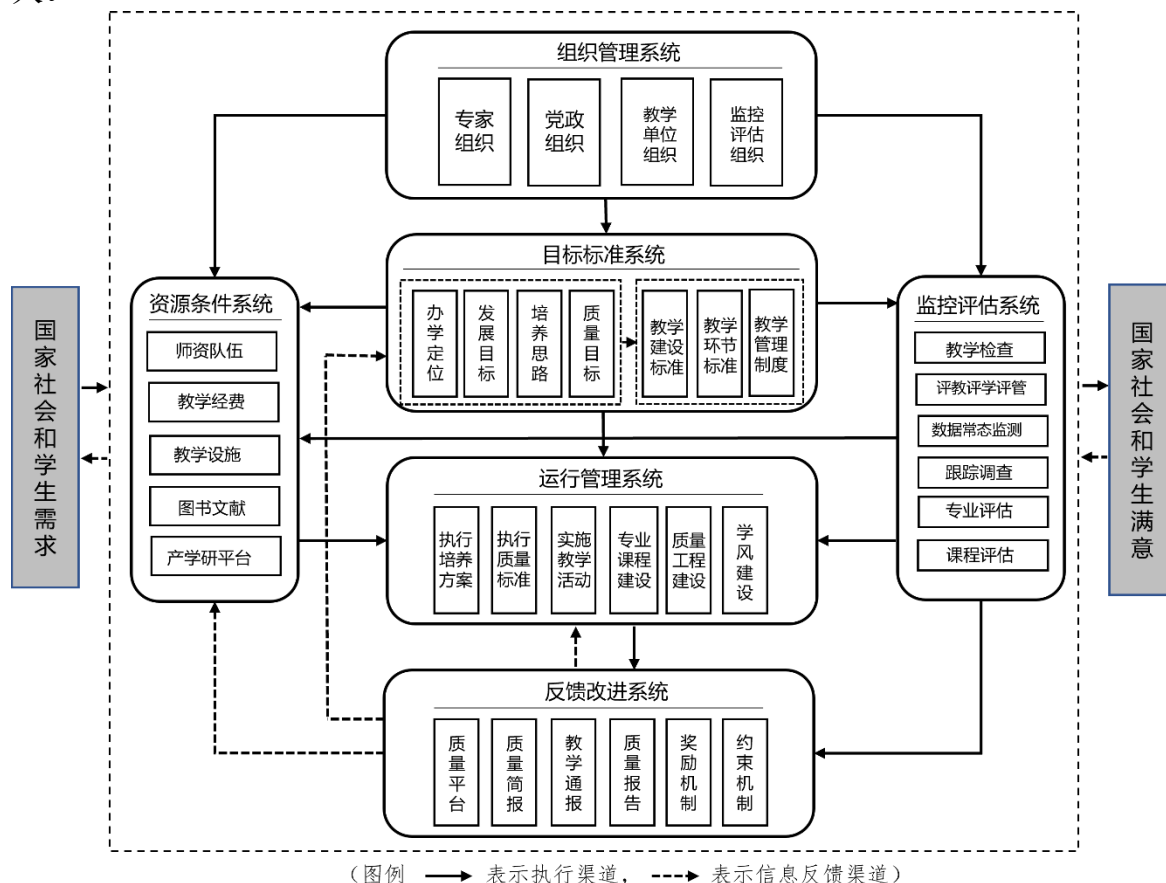 组织管理系统
专家组织
党政组织
教学单位组织
监控评估组织
目标标准系统
办学定位
发展目标
培养思路
质量目标
教学建设标准
教学环节标准
教学管理制度
国家社会和学生需求
资源条件系统
师资队伍
教学经费
教学设施
图书文献
产学研平台
监控评估系统
教学检查
评教评学评管
数据常态监测
跟踪调查
专业评估
课程评估
国家社会和学生满意
运行管理系统
执行培养方案
执行质量标准
实施教学活动
专业课程建设
质量工程建设
学风建设
反馈改进系统
质量平台
质量简报
教学通报
质量报告
奖励机制
约束机制
（图例 表示执行渠道， 表示信息反馈渠道）